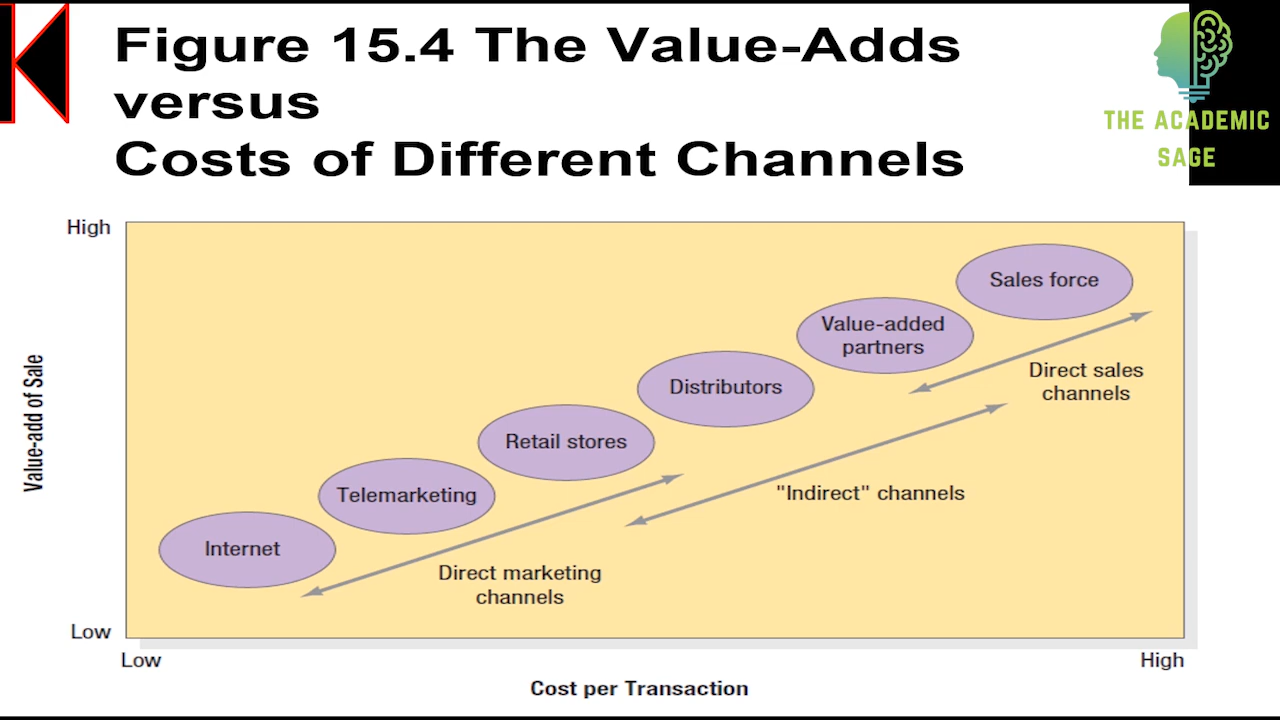 Figure 15.4 The Value-Adds
versus
Costs of Different Channels
THE ACADEMIC
SAGE
High
Value-add of Sale
Sales force
Value-added
partners
Direct sales
channels
Distributors
Retail stores
"Indirect" channels
Telemarketing
Internet
Direct marketing
channels
Low
Low
High
Cost per Transaction